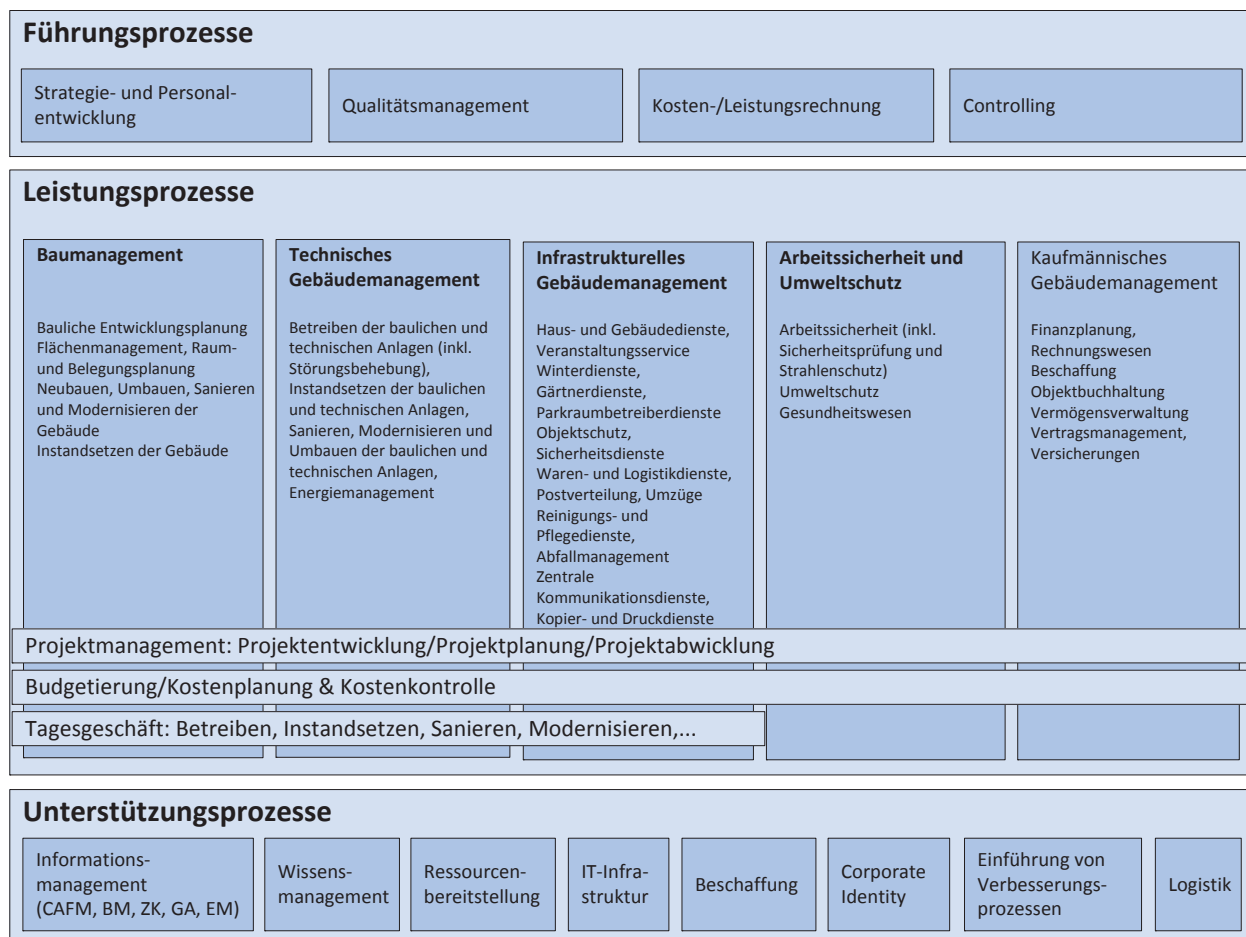 Führungsprozesse
Strategie- und Personal-
entwicklung
Qualitätsmanagement
Kosten-/Leistungsrechnung
Controlling
Leistungsprozesse
Baumanagement
Bauliche Entwicklungsplanung
Flächenmanagement, Raum-
und Belegungsplanung
Neubauen, Umbauen, Sanieren
und Modernisieren der
Gebäude
Instandsetzen der Gebäude
Technisches
Gebäudemanagement
Betreiben der baulichen und
technischen Anlagen (inkl.
Störungsbehebung),
Instandsetzen der baulichen
und technischen Anlagen,
Sanieren, Modernisieren und
Umbauen der baulichen und
technischen Anlagen,
Energiemanagement
Infrastrukturelles
Gebäudemanagement
Haus- und Gebäudedienste,
Veranstaltungsservice
Winterdienste,
Gärtnerdienste,
Parkraumbetreiberdienste
Objektschutz,
Sicherheitsdienste
Waren- und Logistikdienste,
Postverteilung, Umzüge
Reinigungs- und
Pflegedienste,
Abfallmanagement
Zentrale
Kommunikationsdienste,
Kopier- und Druckdienste
Arbeitssicherheit und
Umweltschutz
Arbeitssicherheit (inkl.
Sicherheitsprüfung und
Strahlenschutz)
Umweltschutz
Gesundheitswesen
Kaufmännisches
Gebäudemanagement
Finanzplanung,
Rechnungswesen
Beschaffung
Objektbuchhaltung
Vermögensverwaltung
Vertragsmanagement,
Versicherungen
Projektmanagement: Projektentwicklung/Projektplanung/Projektabwicklung
Budgetierung/Kostenplanung & Kostenkontrolle
Tagesgeschäft: Betreiben, Instandsetzen, Sanieren, Modernisieren,...
Unterstützungsprozesse
Informations-
management
(CAFM, BM, ZK, GA, EM)
Wissens-
management
Ressourcen-
bereitstellung
IT-Infra-
struktur
Beschaffung
Corporate
Identity
Einführung von
Verbesserungs-
prozessen
Logistik